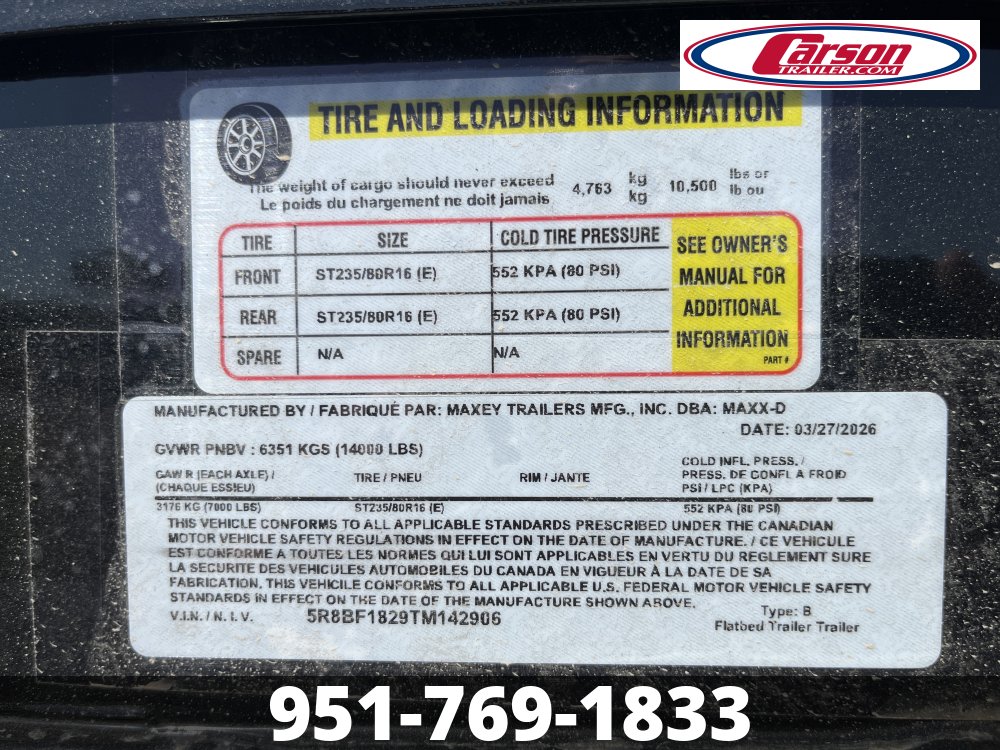 Carson
TRAILER.COM
TIRE AND LOADING INFORMATION
The weight of cargo should never exceed 4,763 kg 10,500 lbs or
Le poids du chargement ne doit jamais kg lb ou
TIRE SIZE COLD TIRE PRESSURE
FRONT ST235/80R16 (E) 552 KPA (80 PSI)
REAR ST235/80R16 (E) 552 KPA (80 PSI)
SPARE N/A N/A
SEE OWNER'S
MANUAL FOR
ADDITIONAL
INFORMATION
PART #
MANUFACTURED BY / FABRIQUÉ PAR: MAXEY TRAILERS MFG., INC. DBA: MAXX-D
DATE: 03/27/2026
GVWR PNBV : 6351 KGS (14000 LBS)
GAWR (EACH AXLE) / (CHAQUE ESSIEU) TIRE / PNEU RIM / JANTE COLD INFL. PRESS. / PRESS. DE CONFL A FROID PSI / LPC (KPA)
3176 KG (7000 LBS) ST235/80R16 (E) 552 KPA (80 PSI)
THIS VEHICLE CONFORMS TO ALL APPLICABLE STANDARDS PRESCRIBED UNDER THE CANADIAN
MOTOR VEHICLE SAFETY REGULATIONS IN EFFECT ON THE DATE OF MANUFACTURE. / CE VEHICULE
EST CONFORME A TOUTES LES NORMES QUI LUI SONT APPLICABLES EN VERTU DU REGLEMENT SURE
LA SECURITE DES VEHICULES AUTOMOBILES DU CANADA EN VIGUEUR À LA DATE DE SA
FABRICATION. THIS VEHICILE CONFORMS TO ALL APPLICABLE U.S. FEDERAL MOTOR VEHICLE SAFETY
STANDARDS IN EFFECT ON THE DATE OF THE MANUFACTURE SHOWN ABOVE.
V.I.N. / N.I.V. 5R8BF1829TM142906 Type: B
Flatbed Trailer Trailer
951-769-1833